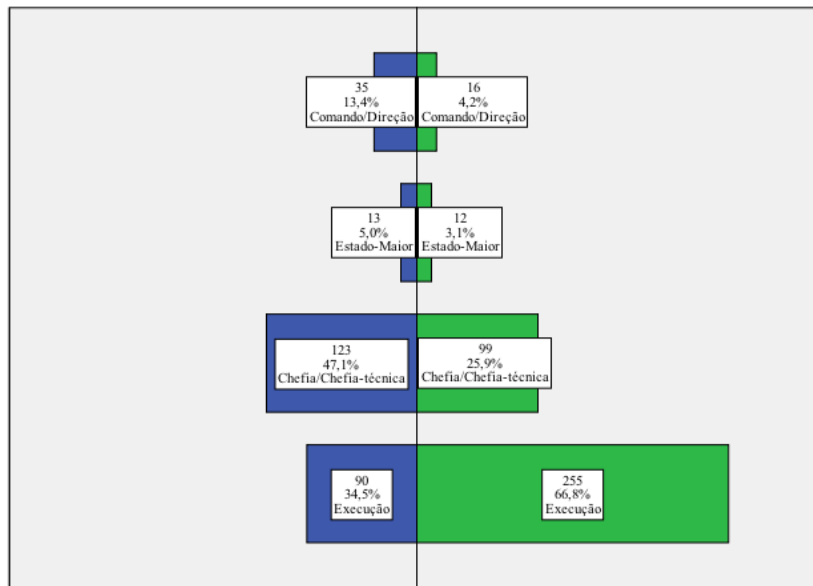 35
13,4%
Comando/Direção
16
4,2%
Comando/Direção
13
5,0%
Estado-Maior
12
3,1%
Estado-Maior
123
47,1%
Chefia/Chefia-técnica
99
25,9%
Chefia/Chefia-técnica
90
34,5%
Execução
255
66,8%
Execução